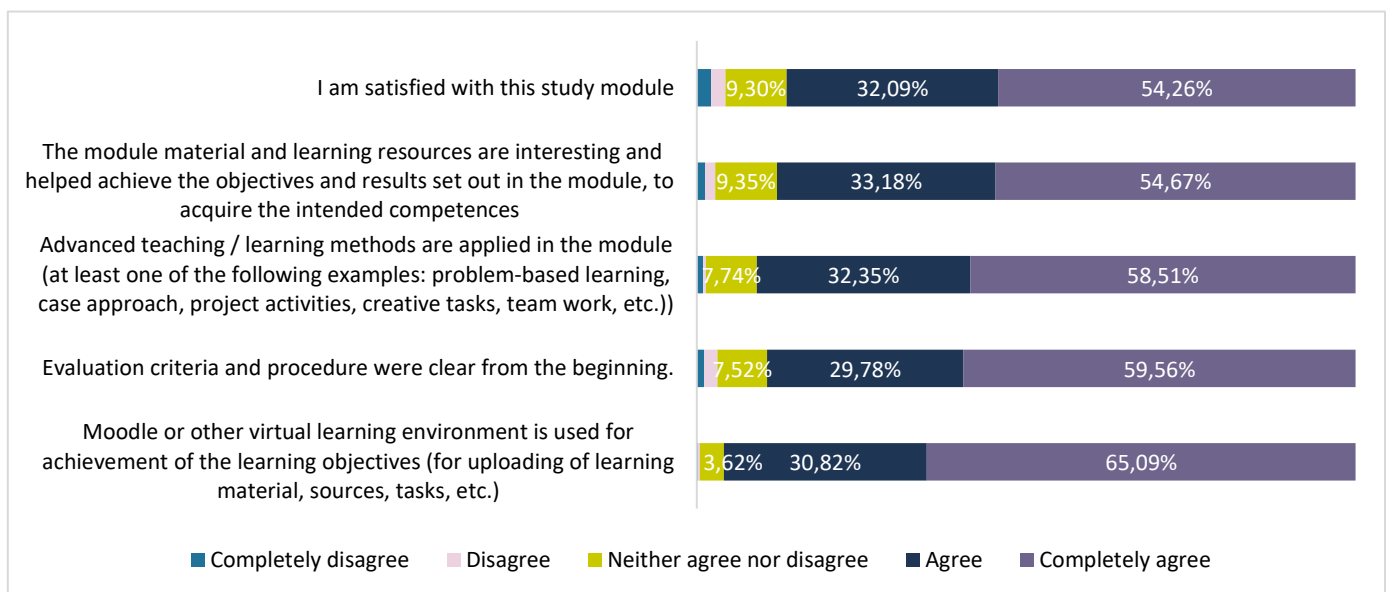 I am satisfied with this study module
9,30% 32,09% 54,26%
The module material and learning resources are interesting and
helped achieve the objectives and results set out in the module, to
acquire the intended competences
9,35% 33,18% 54,67%
Advanced teaching / learning methods are applied in the module
(at least one of the following examples: problem-based learning,
case approach, project activities, creative tasks, team work, etc.))
7,74% 32,35% 58,51%
Evaluation criteria and procedure were clear from the beginning.
7,52% 29,78% 59,56%
Moodle or other virtual learning environment is used for
achievement of the learning objectives (for uploading of learning
material, sources, tasks, etc.)
3,62% 30,82% 65,09%
Completely disagree Disagree Neither agree nor disagree Agree Completely agree